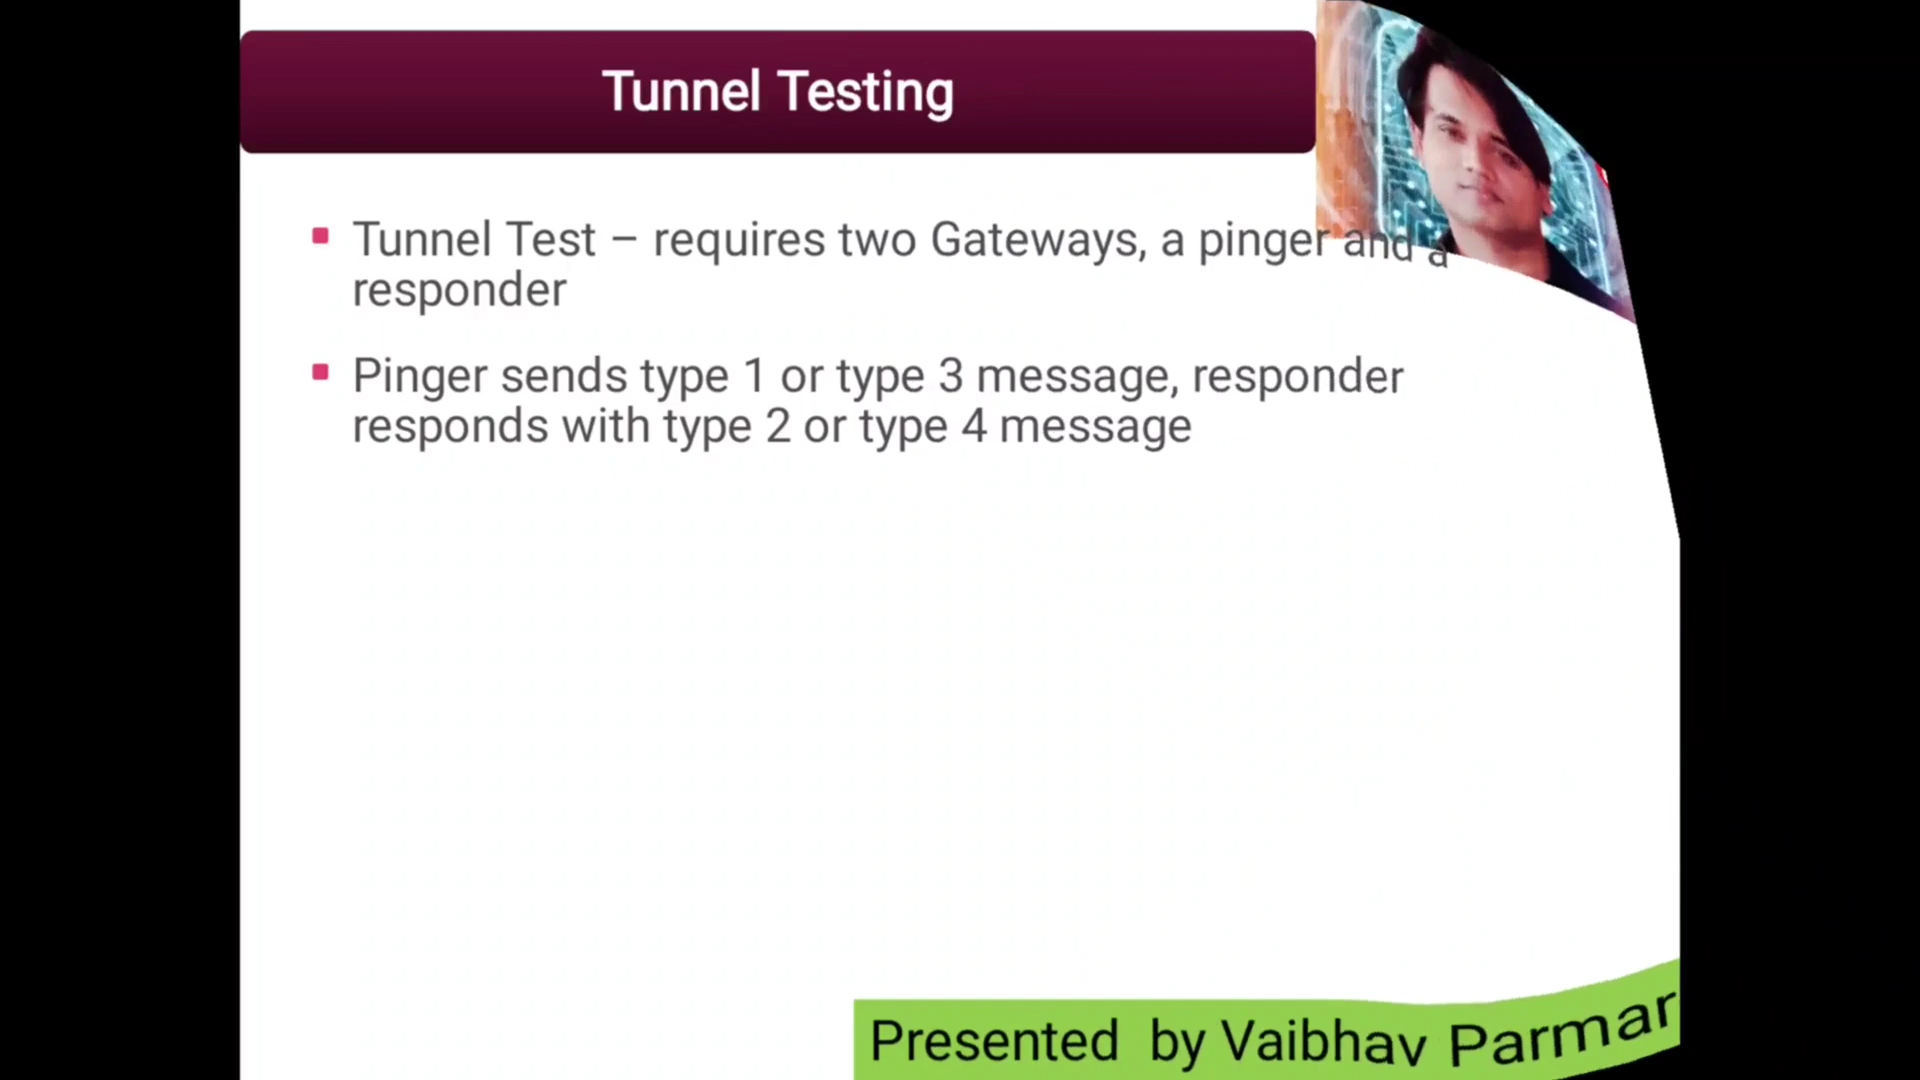 Tunnel Testing
Tunnel Test – requires two Gateways, a pinger and a
responder
Pinger sends type 1 or type 3 message, responder
responds with type 2 or type 4 message
Presented by Vaibhav Parmar